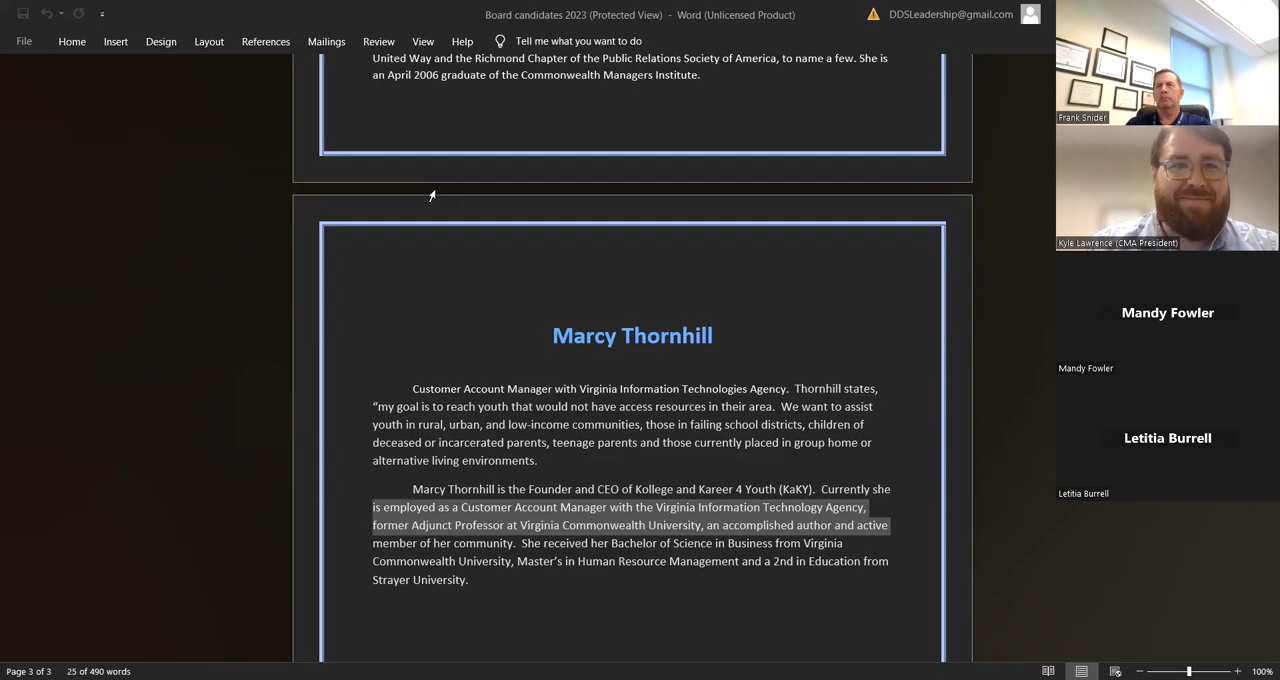 Board candidates 2023 (Protected View) - Word (Unlicensed Product)
DDSLeadership@gmail.com
File Home Insert Design Layout References Mailings Review View Help Tell me what you want to do
United Way and the Richmond Chapter of the Public Relations Society of America, to name a few. She is
an April 2006 graduate of the Commonwealth Managers Institute.
Marcy Thornhill
Customer Account Manager with Virginia Information Technologies Agency. Thornhill states,
“my goal is to reach youth that would not have access resources in their area. We want to assist
youth in rural, urban, and low-income communities, those in failing school districts, children of
deceased or incarcerated parents, teenage parents and those currently placed in group home or
alternative living environments.
Marcy Thornhill is the Founder and CEO of Kollege and Kareer 4 Youth (KaKY). Currently she
is employed as a Customer Account Manager with the Virginia Information Technology Agency,
former Adjunct Professor at Virginia Commonwealth University, an accomplished author and active
member of her community. She received her Bachelor of Science in Business from Virginia
Commonwealth University, Master’s in Human Resource Management and a 2nd in Education from
Strayer University.
Page 3 of 3 25 of 490 words
100%
Frank Snider
Kyle Lawrence (CMA President)
Mandy Fowler
Mandy Fowler
Letitia Burrell
Letitia Burrell